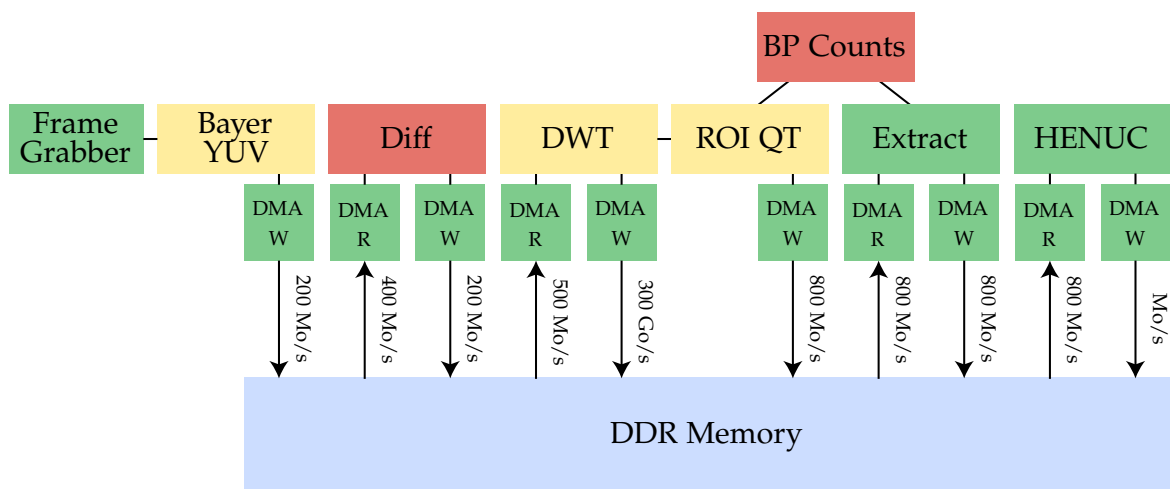 BP Counts
Frame
Grabber
Bayer
YUV
Diff
DWT
ROI QT
Extract
HENUC
DMA
W
DMA
R
DMA
W
DMA
R
DMA
W
DMA
W
DMA
R
DMA
W
DMA
R
DMA
W
200 Mo/s
400 Mo/s
200 Mo/s
500 Mo/s
300 Go/s
800 Mo/s
800 Mo/s
800 Mo/s
800 Mo/s
Mo/s
DDR Memory